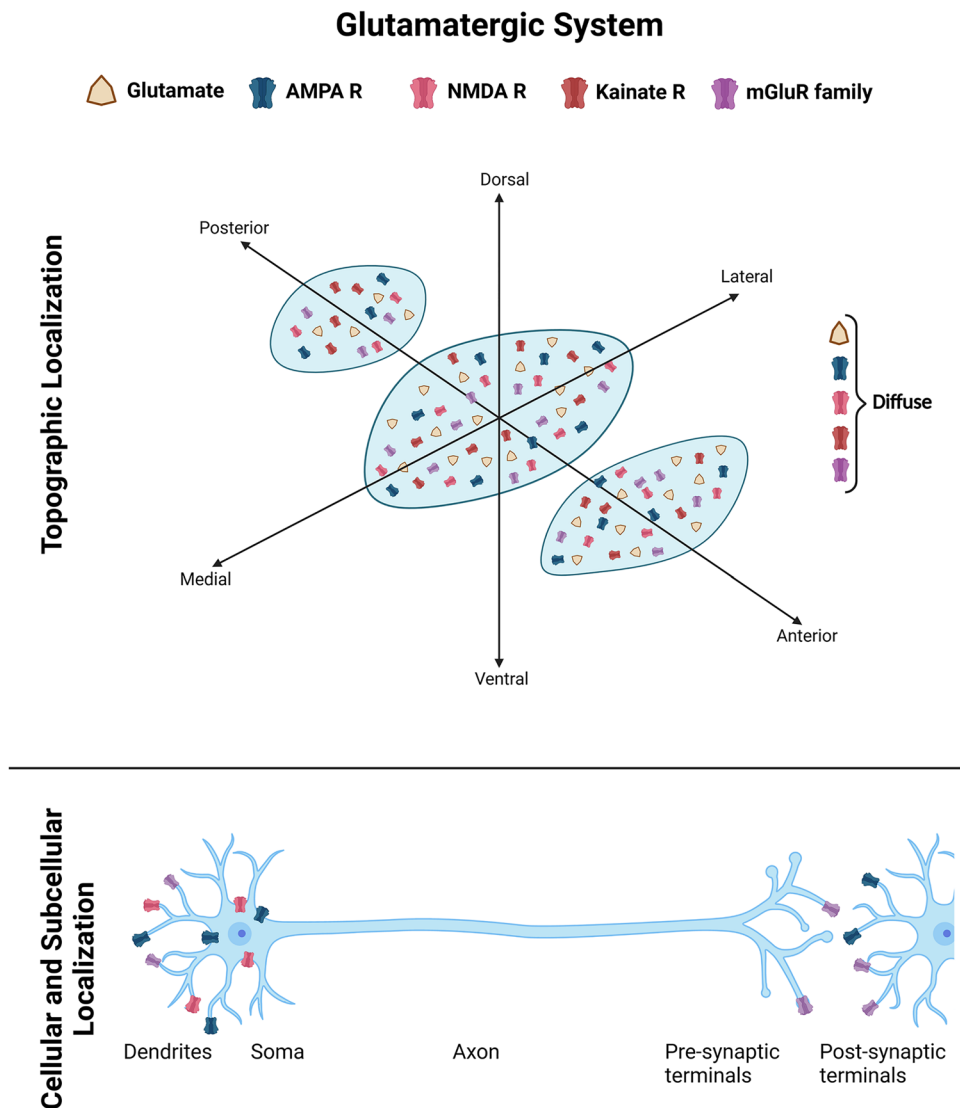 Glutamatergic System
Glutamate AMPA R NMDA R Kainate R mGluR family
Topographic Localization
Dorsal
Posterior
Lateral
Diffuse
Medial
Anterior
Ventral
Cellular and Subcellular
Localization
Dendrites Soma Axon Pre-synaptic
terminals
Post-synaptic
terminals